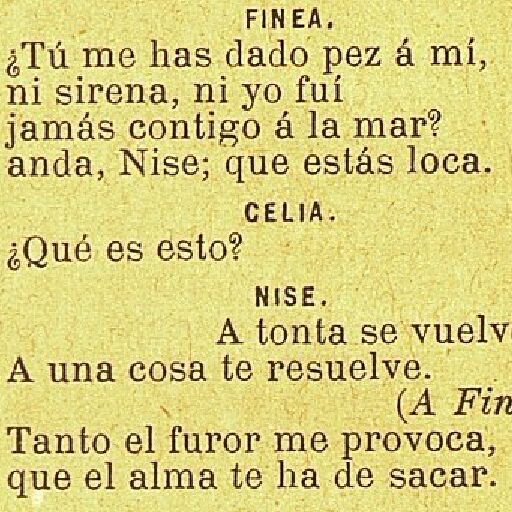 FINEA.
¿Tú me has dado pez á mí,
ni sirena, ni yo fuí
jamás contigo á la mar?
anda, Nise; que estás loca.
CELIA.
¿Qué es esto?
NISE.
A tonta se vuelv
A una cosa te resuelve.
(A Fin
Tanto el furor me provoca,
que el alma te ha de sacar.